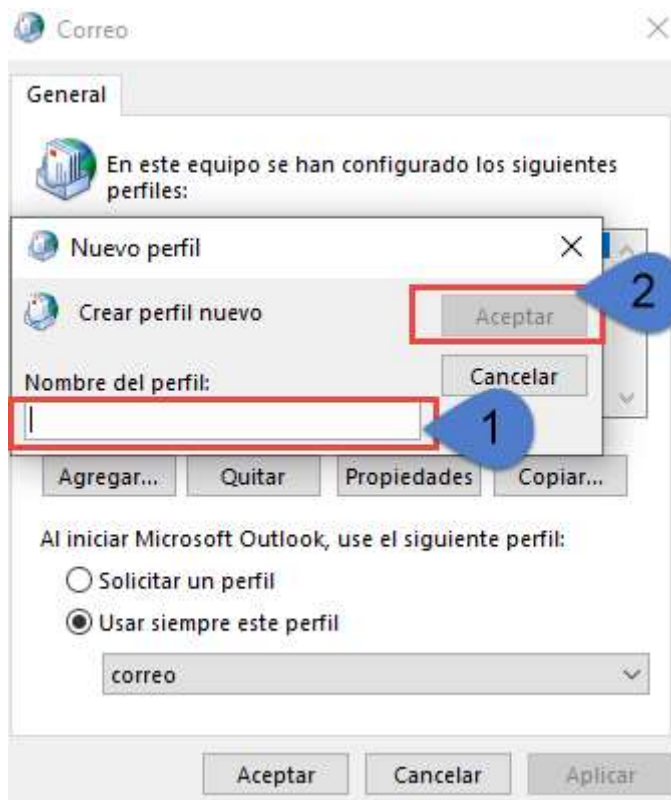 Correo
General
En este equipo se han configurado los siguientes
perfiles:
Nuevo perfil
Crear perfil nuevo
Aceptar
2
Nombre del perfil:
Cancelar
1
Agregar... Quitar Propiedades Copiar...
Al iniciar Microsoft Outlook, use el siguiente perfil:
Solicitar un perfil
Usar siempre este perfil
correo
Aceptar Cancelar Aplicar